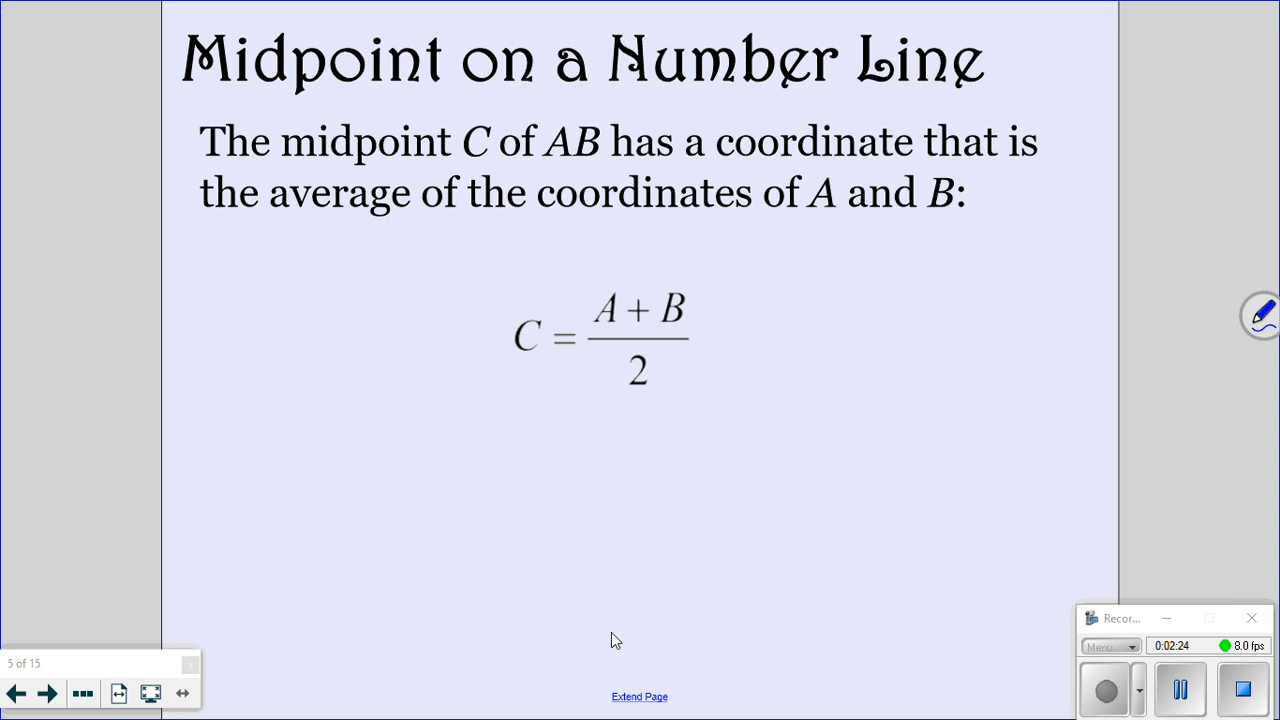 Midpoint on a Number Line
The midpoint C of AB has a coordinate that is
the average of the coordinates of A and B:
C = (A + B) / 2
5 of 15
Extend Page
Recor...
Menu
0:02:24
8.0 fps